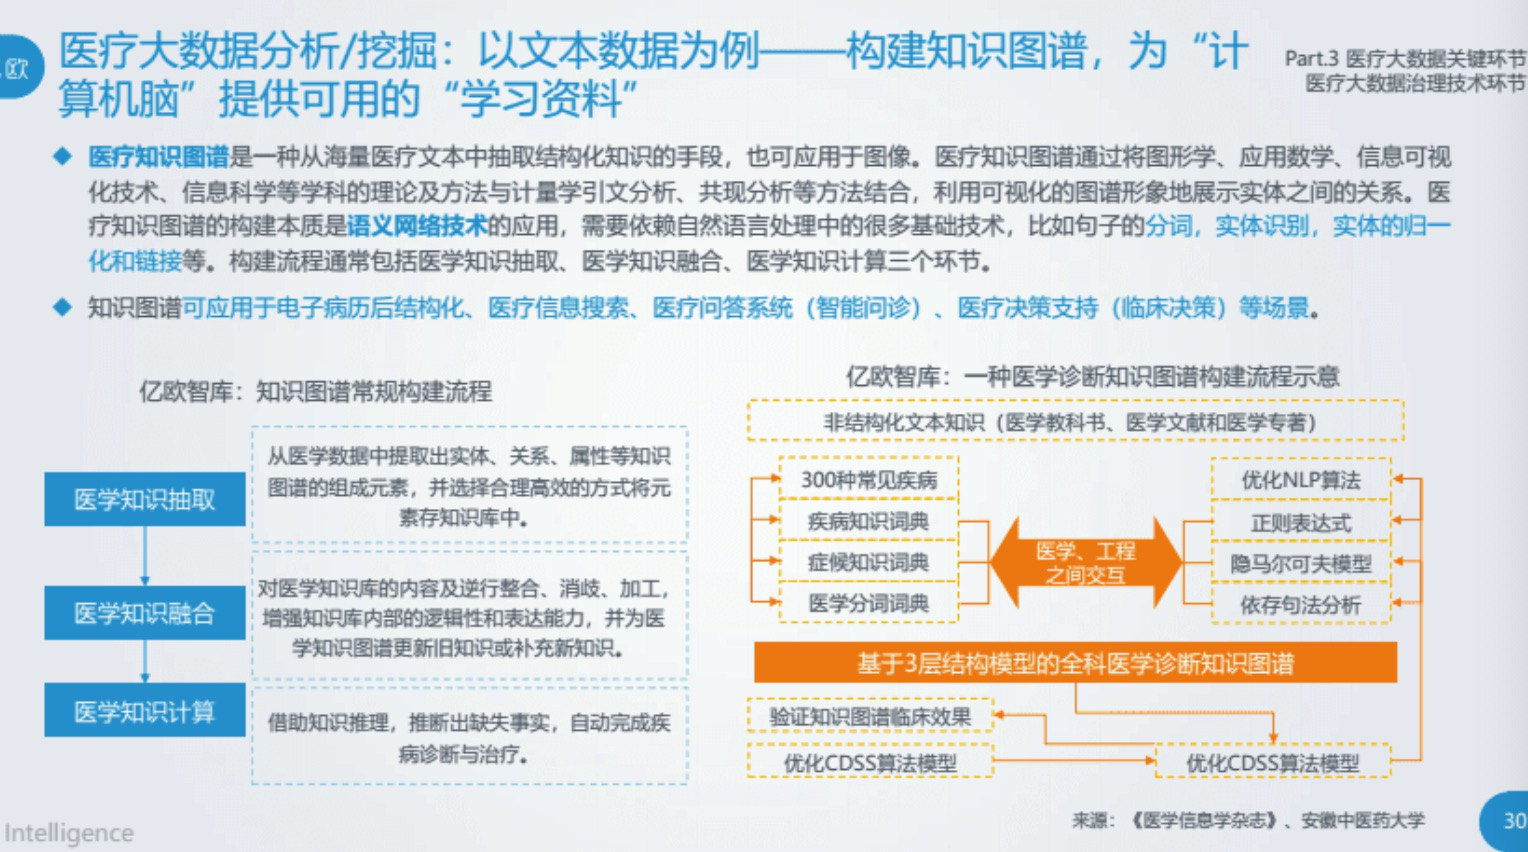 欧
医疗大数据分析/挖掘：以文本数据为例——构建知识图谱，为“计
算机脑”提供可用的“学习资料”
Part.3 医疗大数据关键环节
医疗大数据治理技术环节
医疗知识图谱是一种从海量医疗文本中抽取结构化知识的手段，也可应用于图像。医疗知识图谱通过将图形学、应用数学、信息可视
化技术、信息科学等学科的理论及方法与计量学引文分析、共现分析等方法结合，利用可视化的图谱形象地展示实体之间的关系。医
疗知识图谱的构建本质是语义网络技术的应用，需要依赖自然语言处理中的很多基础技术，比如句子的分词，实体识别，实体的归一
化和链接等。构建流程通常包括医学知识抽取、医学知识融合、医学知识计算三个环节。
知识图谱可应用于电子病历后结构化、医疗信息搜索、医疗问答系统（智能问诊）、医疗决策支持（临床决策）等场景。
亿欧智库：知识图谱常规构建流程
医学知识抽取
从医学数据中提取出实体、关系、属性等知识
图谱的组成元素，并选择合理高效的方式将元
素存知识库中。
医学知识融合
对医学知识库的内容及逆行整合、消歧、加工，
增强知识库内部的逻辑性和表达能力，并为医
学知识图谱更新旧知识或补充新知识。
医学知识计算
借助知识推理，推断出缺失事实，自动完成疾
病诊断与治疗。
亿欧智库：一种医学诊断知识图谱构建流程示意
非结构化文本知识（医学教科书、医学文献和医学专著）
300种常见疾病
疾病知识词典
症候知识词典
医学分词词典
医学、工程
之间交互
优化NLP算法
正则表达式
隐马尔可夫模型
依存句法分析
基于3层结构模型的全科医学诊断知识图谱
验证知识图谱临床效果
优化CDSS算法模型
优化CDSS算法模型
来源：《医学信息学杂志》、安徽中医药大学
Intelligence
30